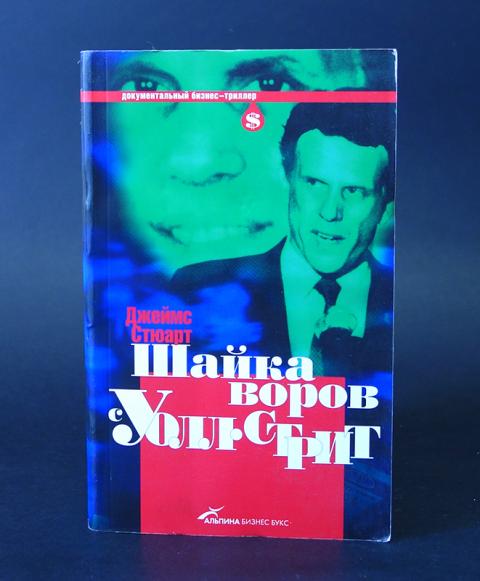 документальный бизнес-триллер
$
Джеймс
Стюарт
Шайка
воров
с Уолл-Стрит
АЛЬПИНА БИЗНЕС БУКС